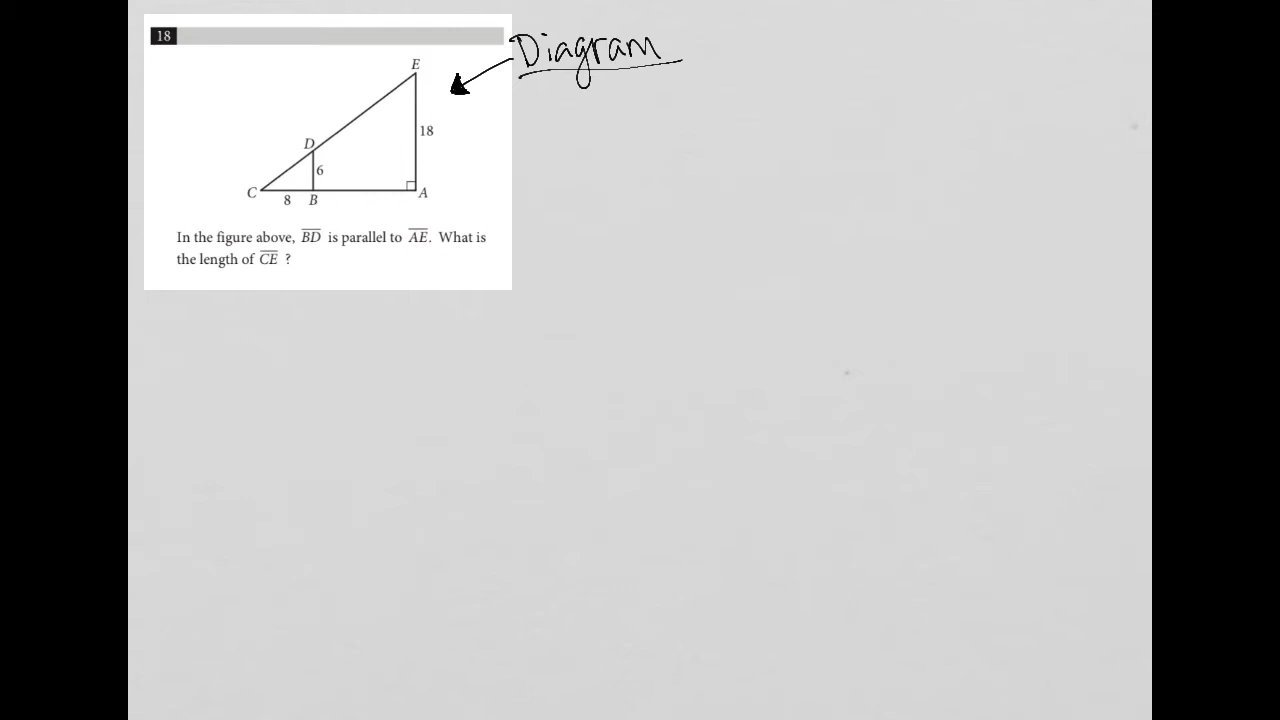 18
Diagram
E
18
D
6
C
8
B
A
In the figure above, BD is parallel to AE. What is
the length of CE ?